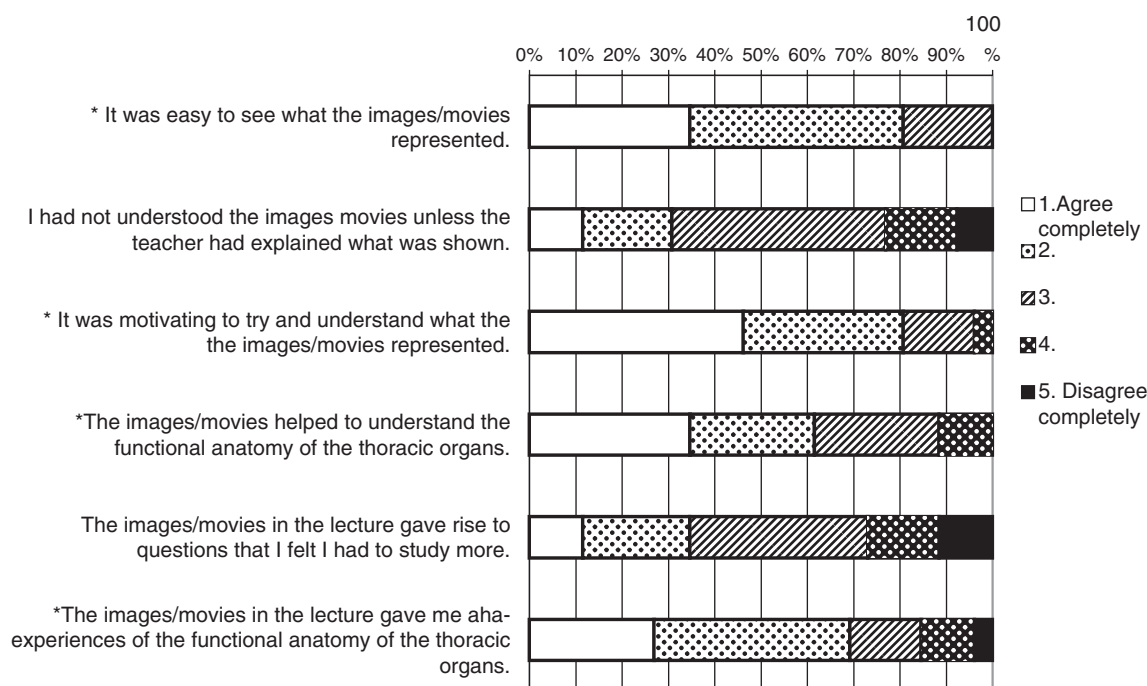 100
0% 10% 20% 30% 40% 50% 60% 70% 80% 90% %
* It was easy to see what the images/movies
represented.
I had not understood the images movies unless the
teacher had explained what was shown.
* It was motivating to try and understand what the
the images/movies represented.
*The images/movies helped to understand the
functional anatomy of the thoracic organs.
The images/movies in the lecture gave rise to
questions that I felt I had to study more.
*The images/movies in the lecture gave me aha-
experiences of the functional anatomy of the thoracic
organs.
1.Agree
completely
2.
3.
4.
5. Disagree
completely